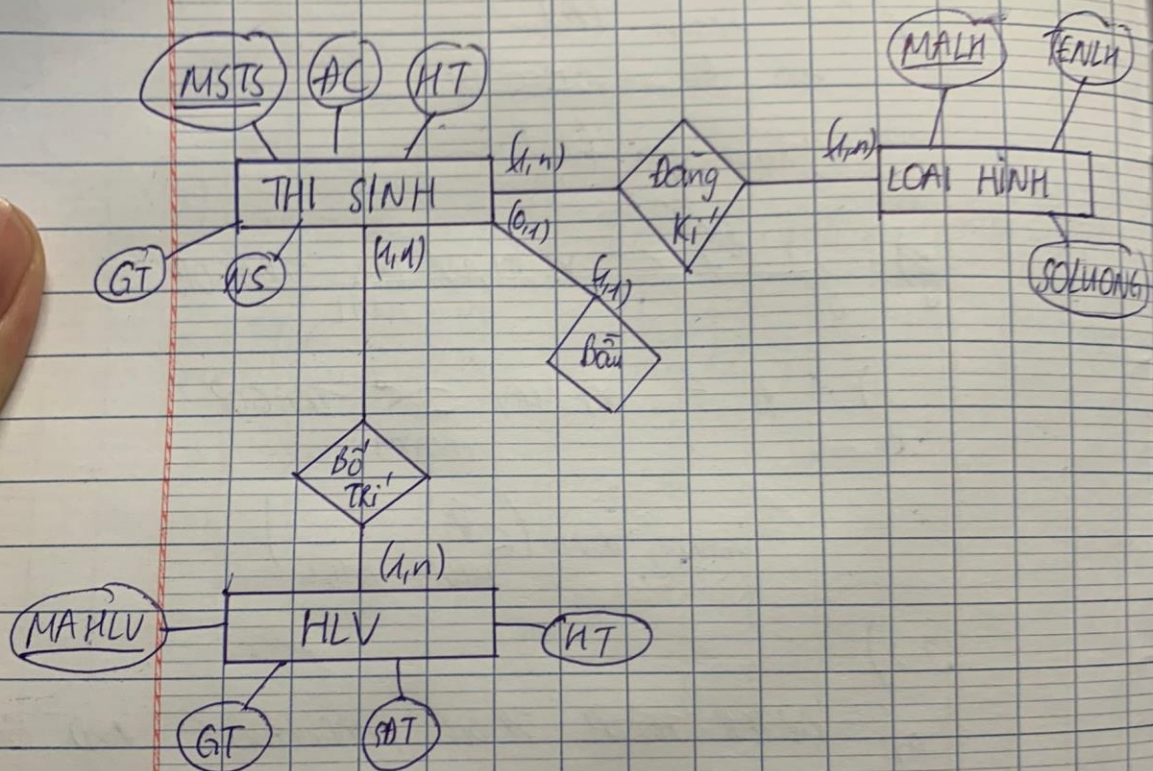 MSTS
ĐC
HT
MALH
TENLH
THI SINH
(1,n)
Đăng
Kí
(1,n)
LOAI HÌNH
GT
NS
(1,1)
(0,1)
(1,1)
Bầu
SOLUONG
Bố
Trí
(1,n)
MAHLV
HLV
HT
GT
SĐT